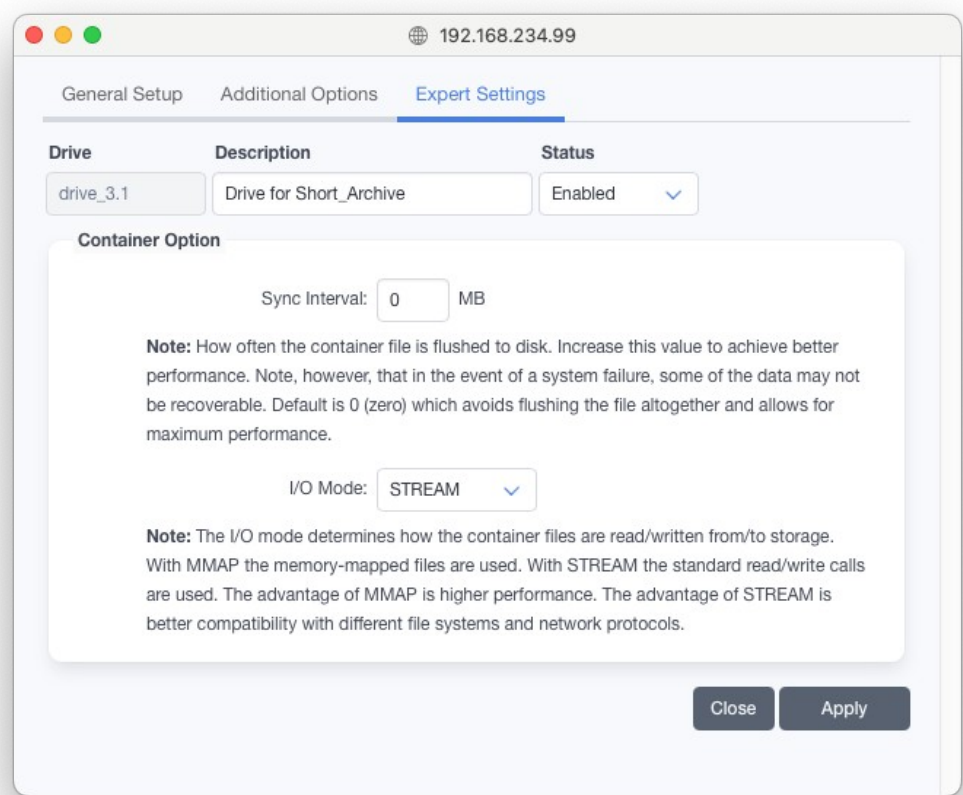 192.168.234.99
General Setup Additional Options Expert Settings
Drive Description Status
drive_3.1 Drive for Short_Archive Enabled
Container Option
Sync Interval: 0 MB
Note: How often the container file is flushed to disk. Increase this value to achieve better
performance. Note, however, that in the event of a system failure, some of the data may not
be recoverable. Default is 0 (zero) which avoids flushing the file altogether and allows for
maximum performance.
I/O Mode: STREAM
Note: The I/O mode determines how the container files are read/written from/to storage.
With MMAP the memory-mapped files are used. With STREAM the standard read/write calls
are used. The advantage of MMAP is higher performance. The advantage of STREAM is
better compatibility with different file systems and network protocols.
Close Apply